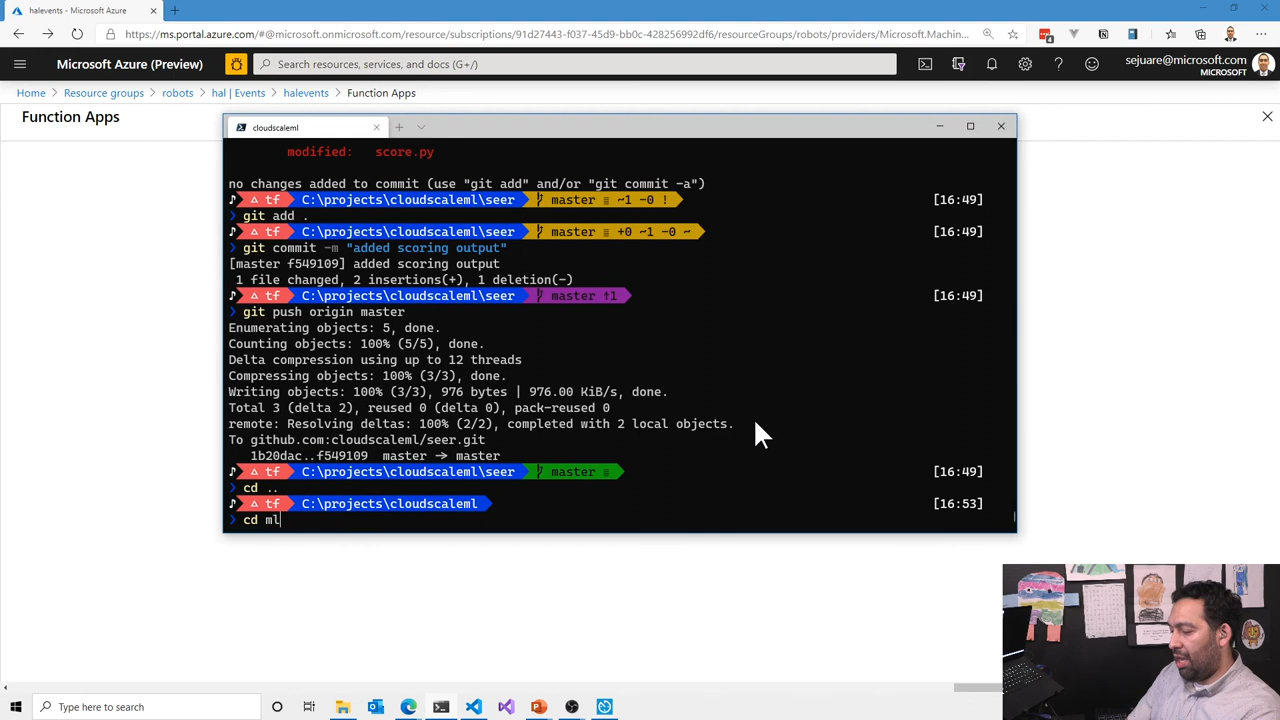 halevents - Microsoft Azure
https://ms.portal.azure.com/#@microsoft.onmicrosoft.com/resource/subscriptions/91d27443-f037-45d9-bb0c-428256992df6/resourceGroups/robots/providers/Microsoft.Machin...
Microsoft Azure (Preview)
Search resources, services, and docs (G+/)
sejuare@microsoft.com
MICROSOFT
Home > Resource groups > robots > hal | Events > halevents > Function Apps
Function Apps
cloudscaleml
modified: score.py
no changes added to commit (use "git add" and/or "git commit -a")
tf C:\projects\cloudscaleml\seer master ≡ ~1 -0 ! [16:49]
❯ git add .
tf C:\projects\cloudscaleml\seer master ≡ +0 ~1 -0 ~ [16:49]
❯ git commit -m "added scoring output"
[master f549109] added scoring output
1 file changed, 2 insertions(+), 1 deletion(-)
tf C:\projects\cloudscaleml\seer master ↑1 [16:49]
❯ git push origin master
Enumerating objects: 5, done.
Counting objects: 100% (5/5), done.
Delta compression using up to 12 threads
Compressing objects: 100% (3/3), done.
Writing objects: 100% (3/3), 976 bytes | 976.00 KiB/s, done.
Total 3 (delta 2), reused 0 (delta 0), pack-reused 0
remote: Resolving deltas: 100% (2/2), completed with 2 local objects.
To github.com:cloudscaleml/seer.git
1b20dac..f549109 master -> master
tf C:\projects\cloudscaleml\seer master ≡ [16:49]
❯ cd ..
tf C:\projects\cloudscaleml [16:53]
❯ cd ml
Type here to search